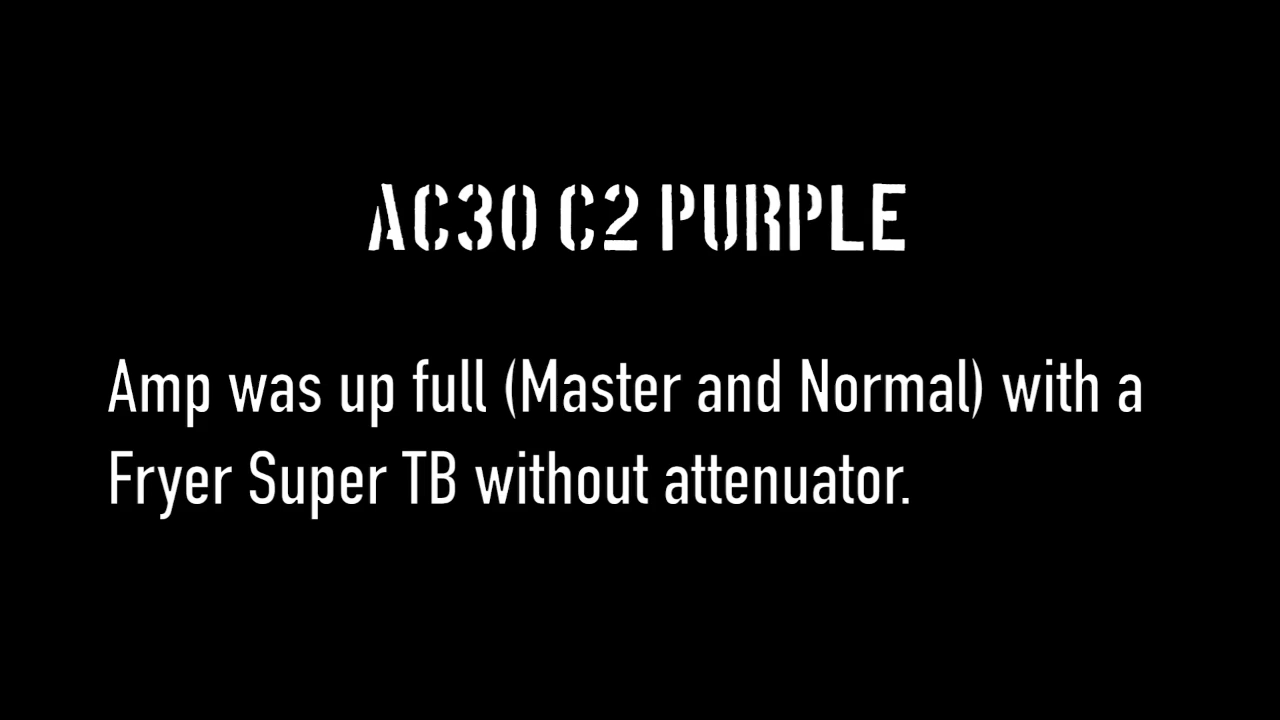 AC30 C2 PURPLE
Amp was up full (Master and Normal) with a
Fryer Super TB without attenuator.